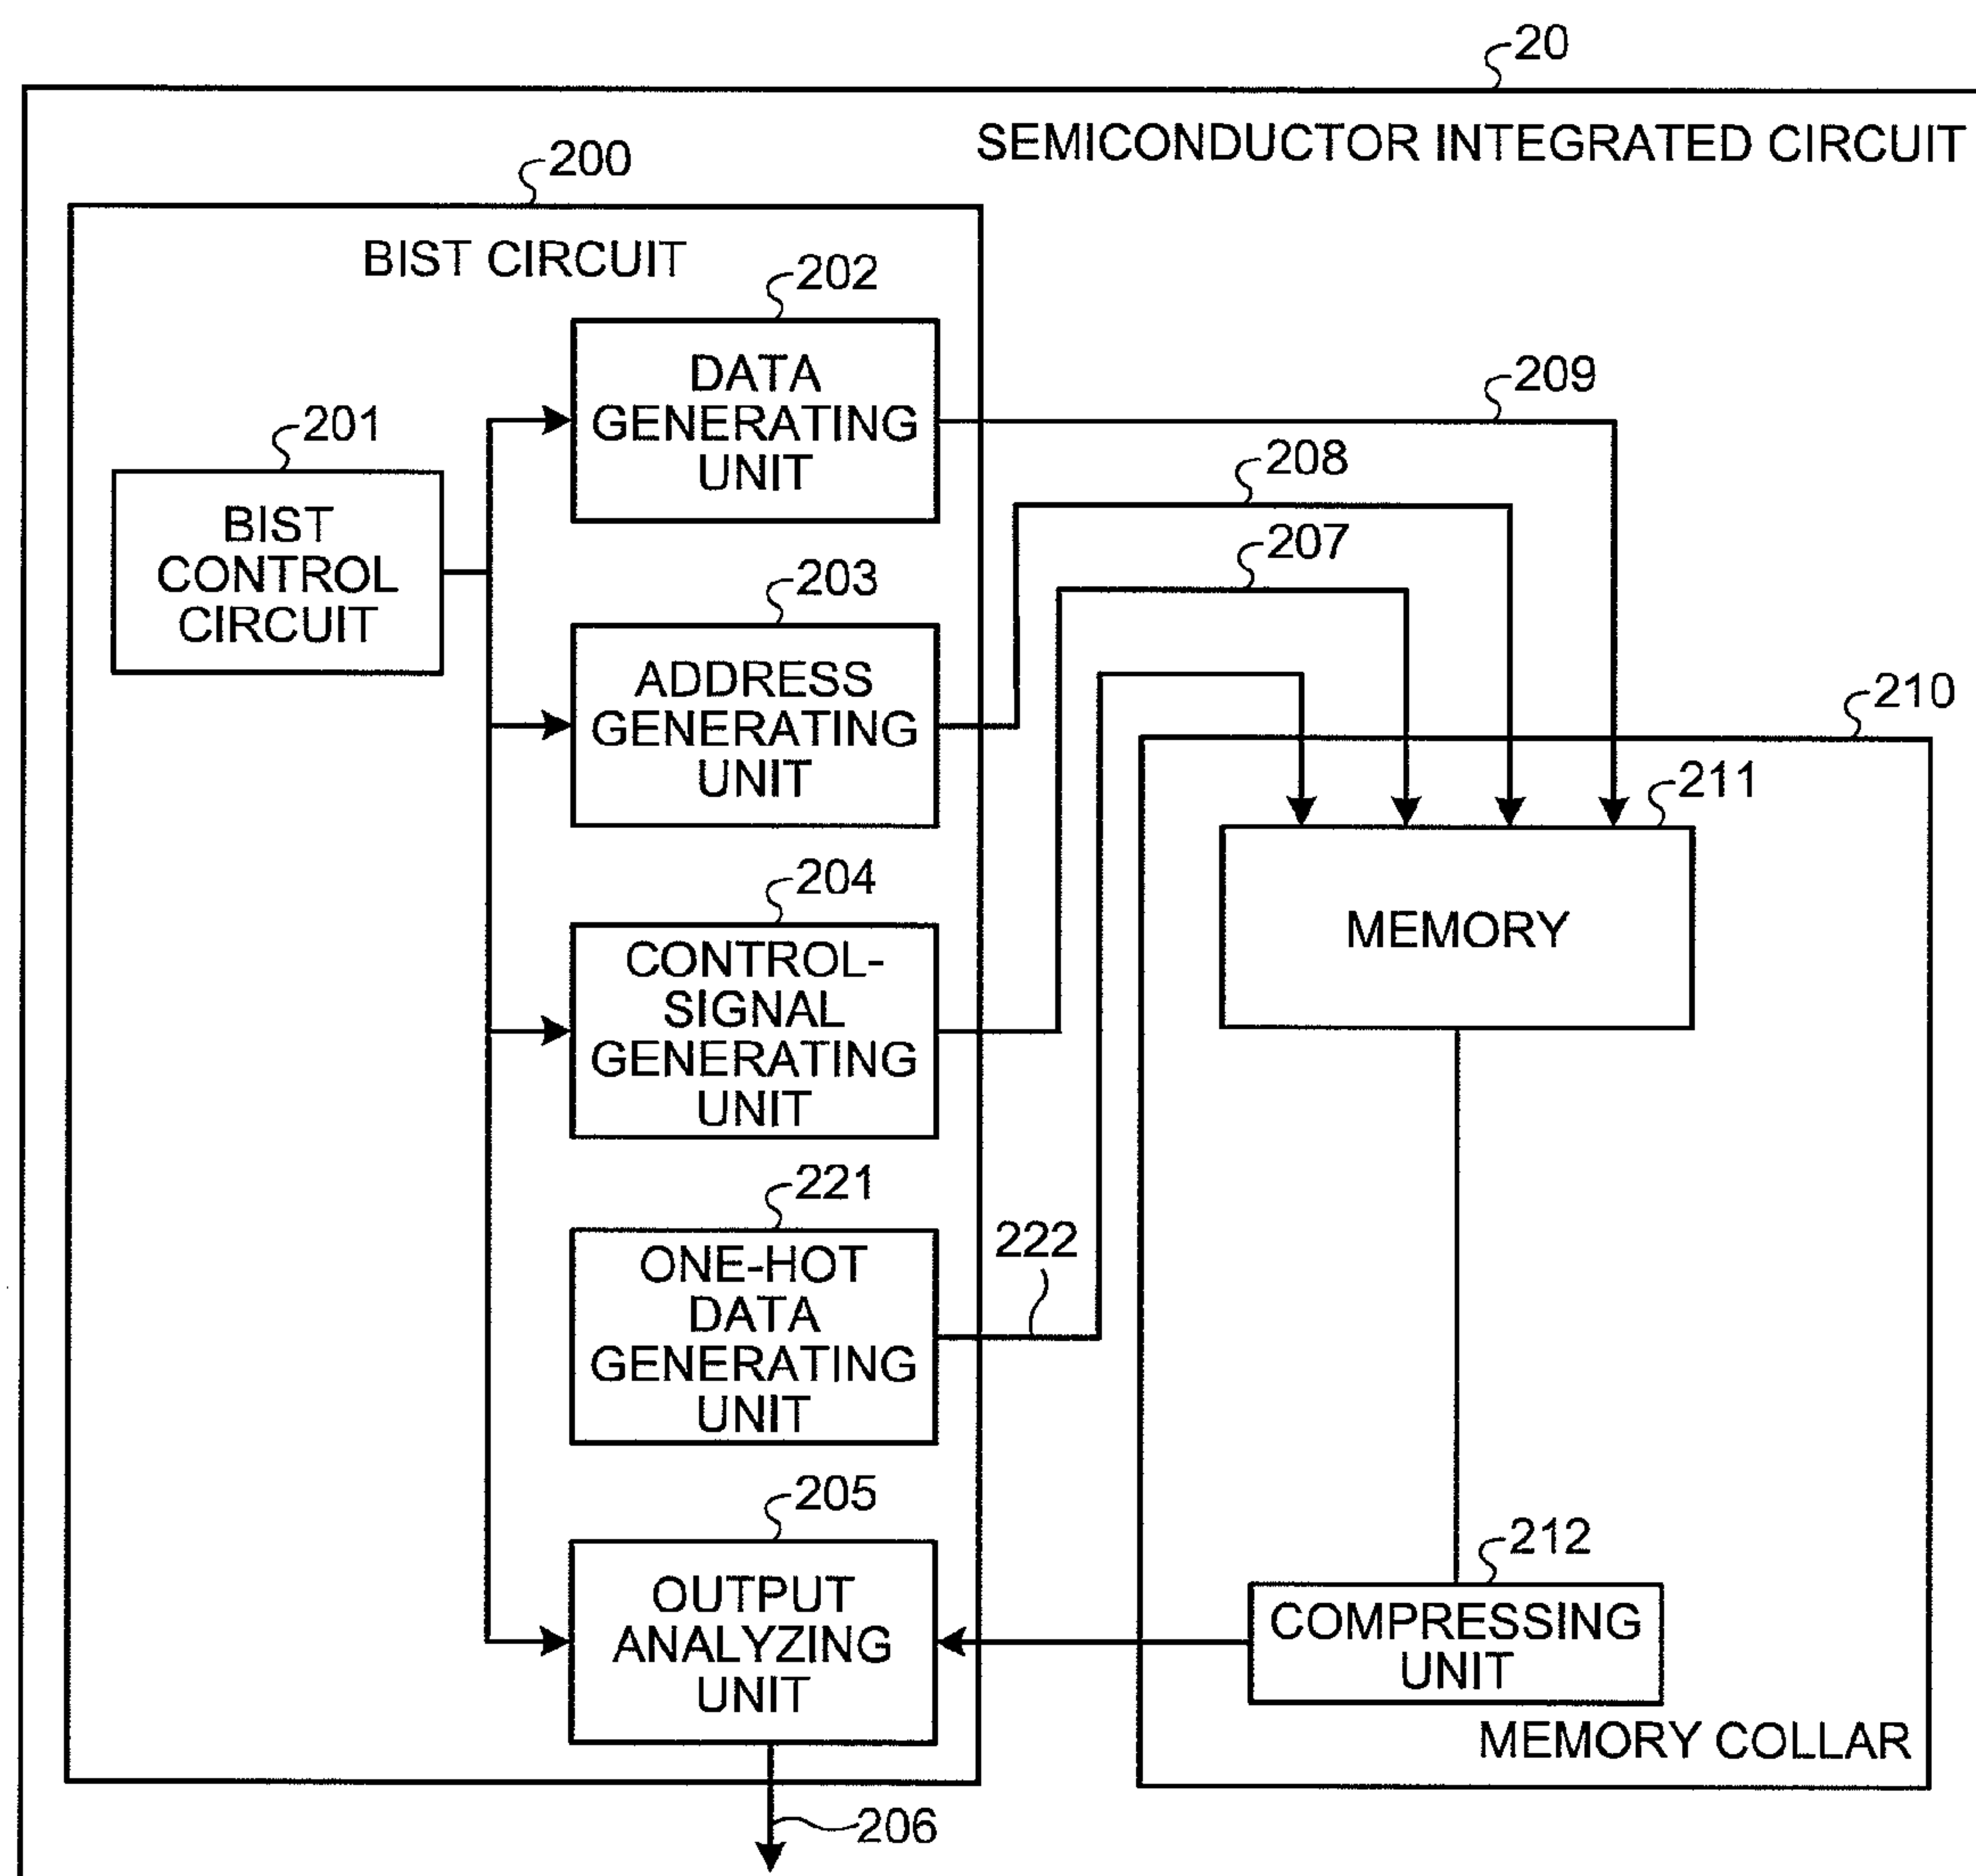 20
SEMICONDUCTOR INTEGRATED CIRCUIT
200
BIST CIRCUIT
202
DATA
GENERATING
UNIT
209
201
BIST
CONTROL
CIRCUIT
208
207
203
ADDRESS
GENERATING
UNIT
210
211
MEMORY
204
CONTROL-
SIGNAL
GENERATING
UNIT
221
ONE-HOT
DATA
GENERATING
UNIT
222
205
OUTPUT
ANALYZING
UNIT
212
COMPRESSING
UNIT
MEMORY COLLAR
206